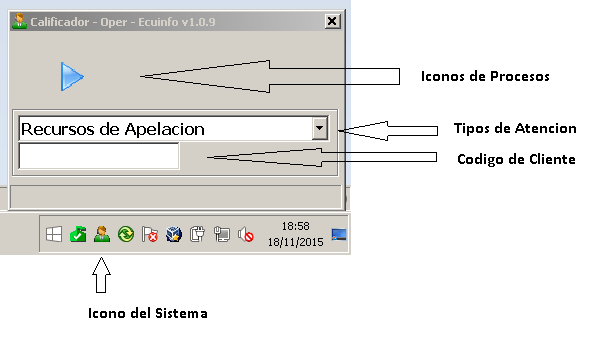 Calificador - Oper - Ecuinfo v1.0.9
Iconos de Procesos
Recursos de Apelacion
Tipos de Atencion
Codigo de Cliente
18:58
18/11/2015
Icono del Sistema